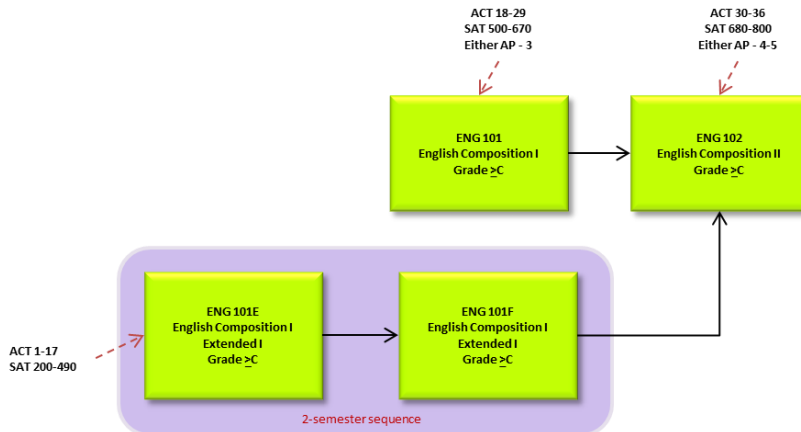 ACT 18-29
SAT 500-670
Either AP - 3
ACT 30-36
SAT 680-800
Either AP - 4-5
ENG 101
English Composition I
Grade ≥C
ENG 102
English Composition II
Grade ≥C
ACT 1-17
SAT 200-490
ENG 101E
English Composition I
Extended I
Grade ≥C
ENG 101F
English Composition I
Extended I
Grade ≥C
2-semester sequence